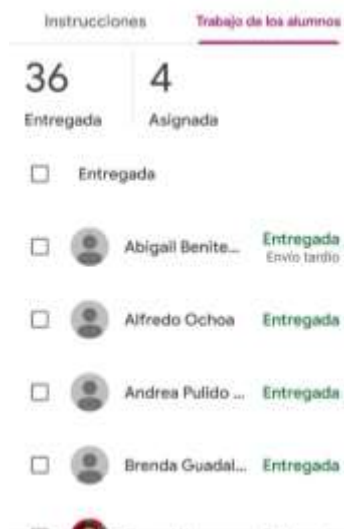 Instrucciones Trabajo de los alumnos
36 4
Entregada Asignada
Entregada
Abigail Benite... Entregada
Envío tardío
Alfredo Ochoa Entregada
Andrea Pulido ... Entregada
Brenda Guadal... Entregada